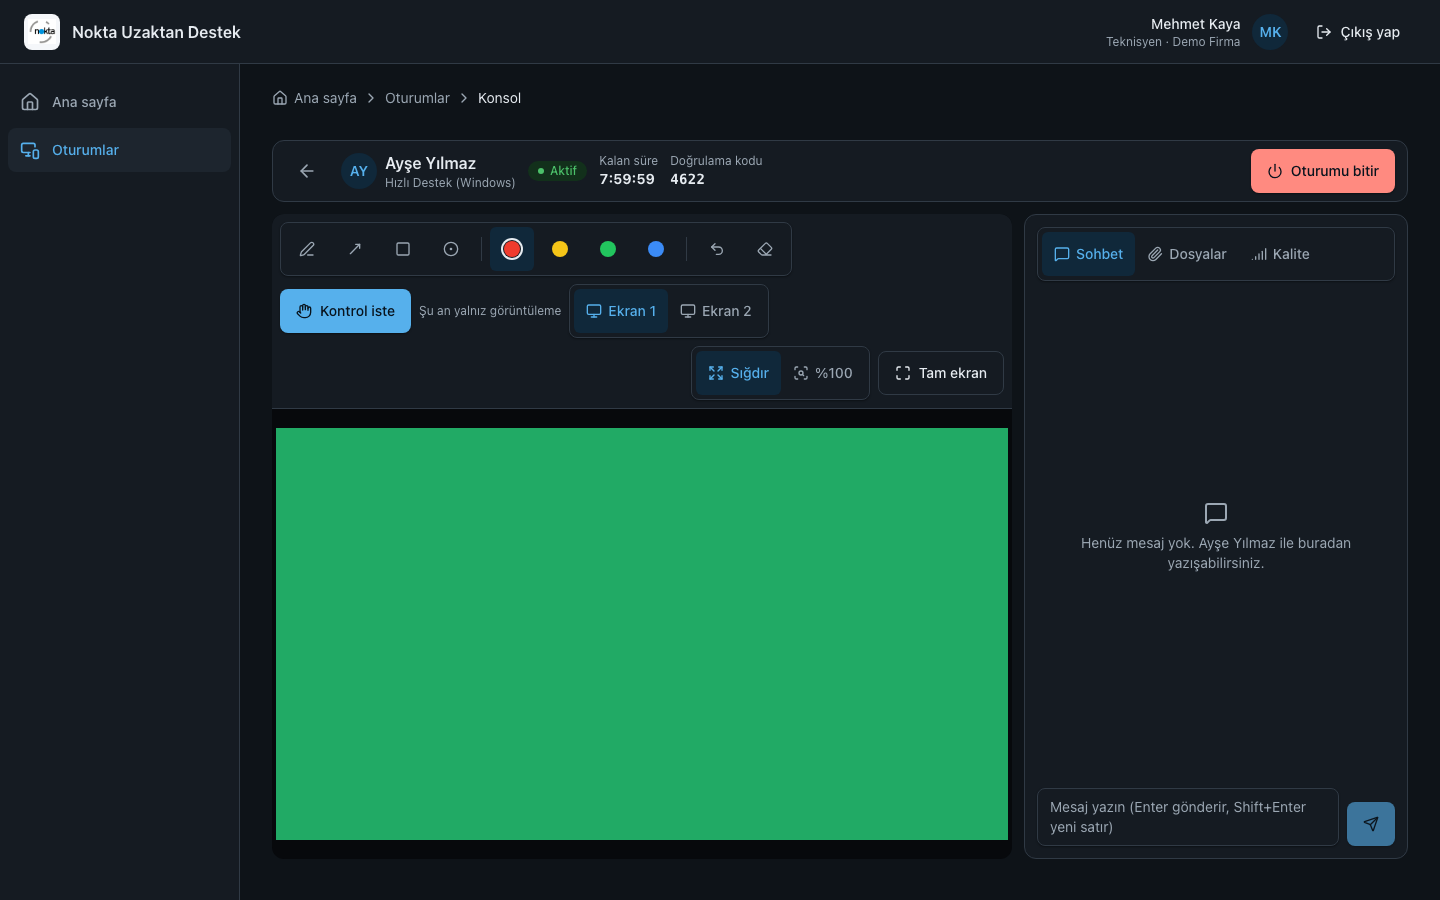 nokta
Nokta Uzaktan Destek
Mehmet Kaya
Teknisyen · Demo Firma
MK
Çıkış yap
Ana sayfa
Oturumlar
Ana sayfa
Oturumlar
Konsol
AY
Ayşe Yılmaz
Hızlı Destek (Windows)
Aktif
Kalan süre
7:59:59
Doğrulama kodu
4622
Oturumu bitir
Kontrol iste
Şu an yalnız görüntüleme
Ekran 1
Ekran 2
Sığdır
%100
Tam ekran
Sohbet
Dosyalar
Kalite
Henüz mesaj yok. Ayşe Yılmaz ile buradan
yazışabilirsiniz.
Mesaj yazın (Enter gönderir, Shift+Enter
yeni satır)